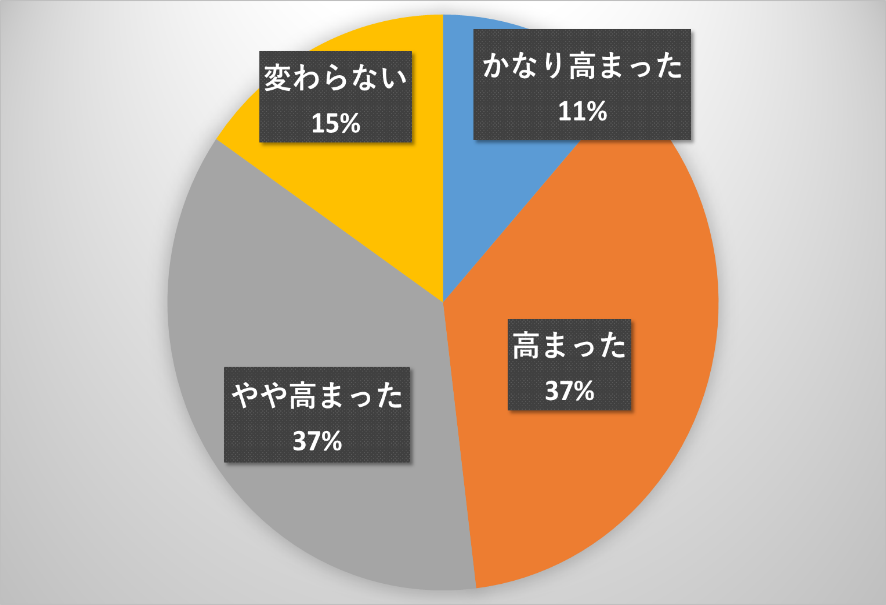 変わらない
15%
かなり高まった
11%
高まった
37%
やや高まった
37%